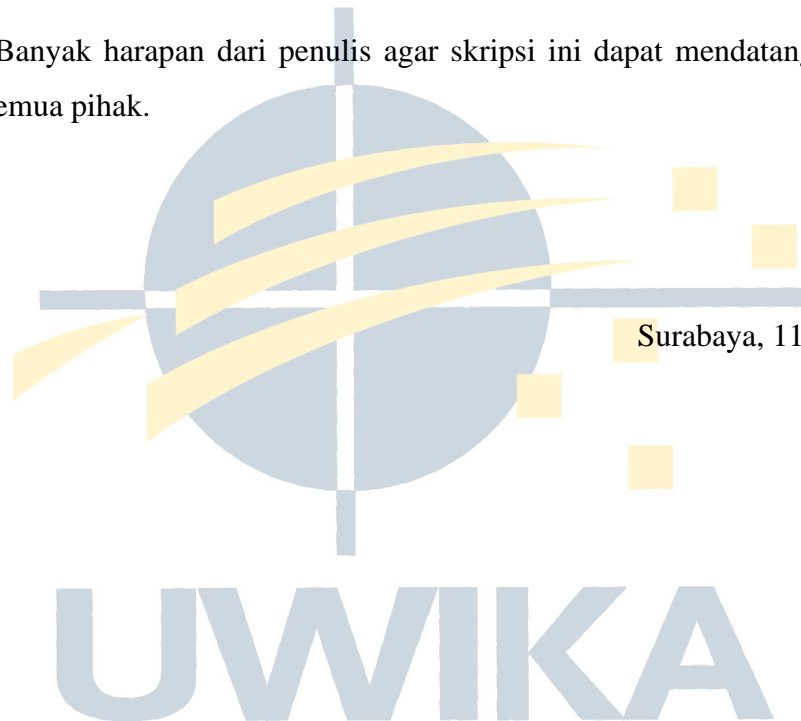 Banyak harapan dari penulis agar skripsi ini dapat mendatang
emua pihak.
Surabaya, 11
UWIKA